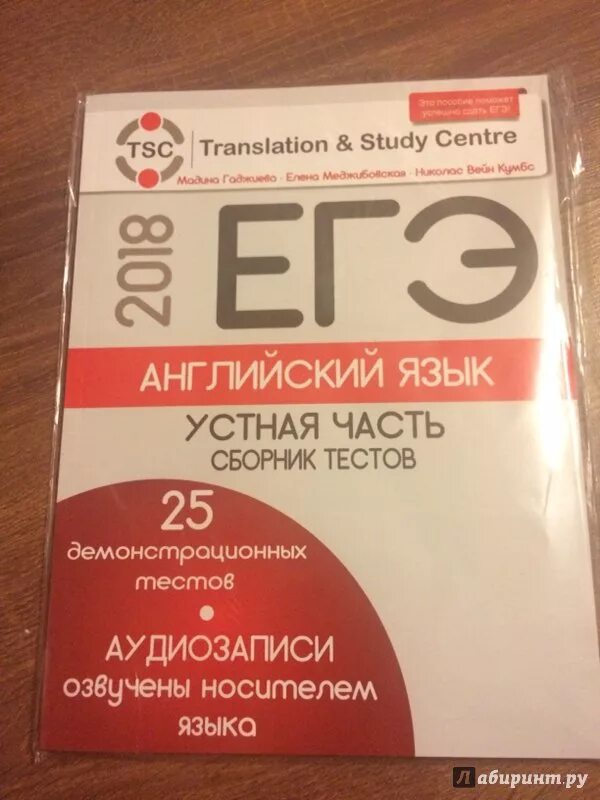 Это пособие поможет
успешно сдать ЕГЭ!
TSC
Translation & Study Centre
Мадина Гаджиева · Елена Меджибовская · Николас Вейн Кумбс
2018
ЕГЭ
АНГЛИЙСКИЙ ЯЗЫК
УСТНАЯ ЧАСТЬ
СБОРНИК ТЕСТОВ
25
демонстрационных
тестов
•
АУДИОЗАПИСИ
озвучены носителем
языка
Лабиринт.ру